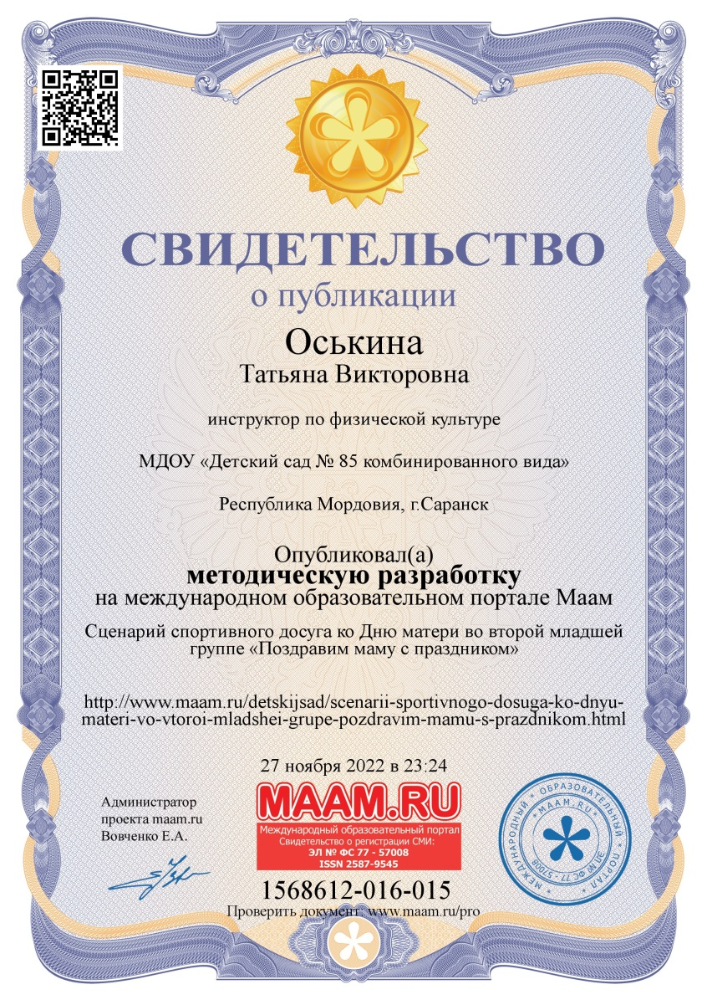 СВИДЕТЕЛЬСТВО
о публикации
Оськина
Татьяна Викторовна
инструктор по физической культуре
МДОУ «Детский сад № 85 комбинированного вида»
Республика Мордовия, г.Саранск
Опубликовал(а)
методическую разработку
на международном образовательном портале Маам
Сценарий спортивного досуга ко Дню матери во второй младшей
группе «Поздравим маму с праздником»
http://www.maam.ru/detskijsad/scenarii-sportivnogo-dosuga-ko-dnyu-
materi-vo-vtoroi-mladshei-grupe-pozdravim-mamu-s-prazdnikom.html
27 ноября 2022 в 23:24
Администратор
проекта maam.ru
Вовченко Е.А.
MAAM.RU
Международный образовательный портал
Свидетельство о регистрации СМИ:
ЭЛ № ФС 77 - 57008
ISSN 2587-9545
* МЕЖДУНАРОДНЫЙ * ОБРАЗОВАТЕЛЬНЫЙ * ПОРТАЛ *
* MAAM.RU *
ЭЛ № ФС 77 - 57008
1568612-016-015
Проверить документ: www.maam.ru/pro